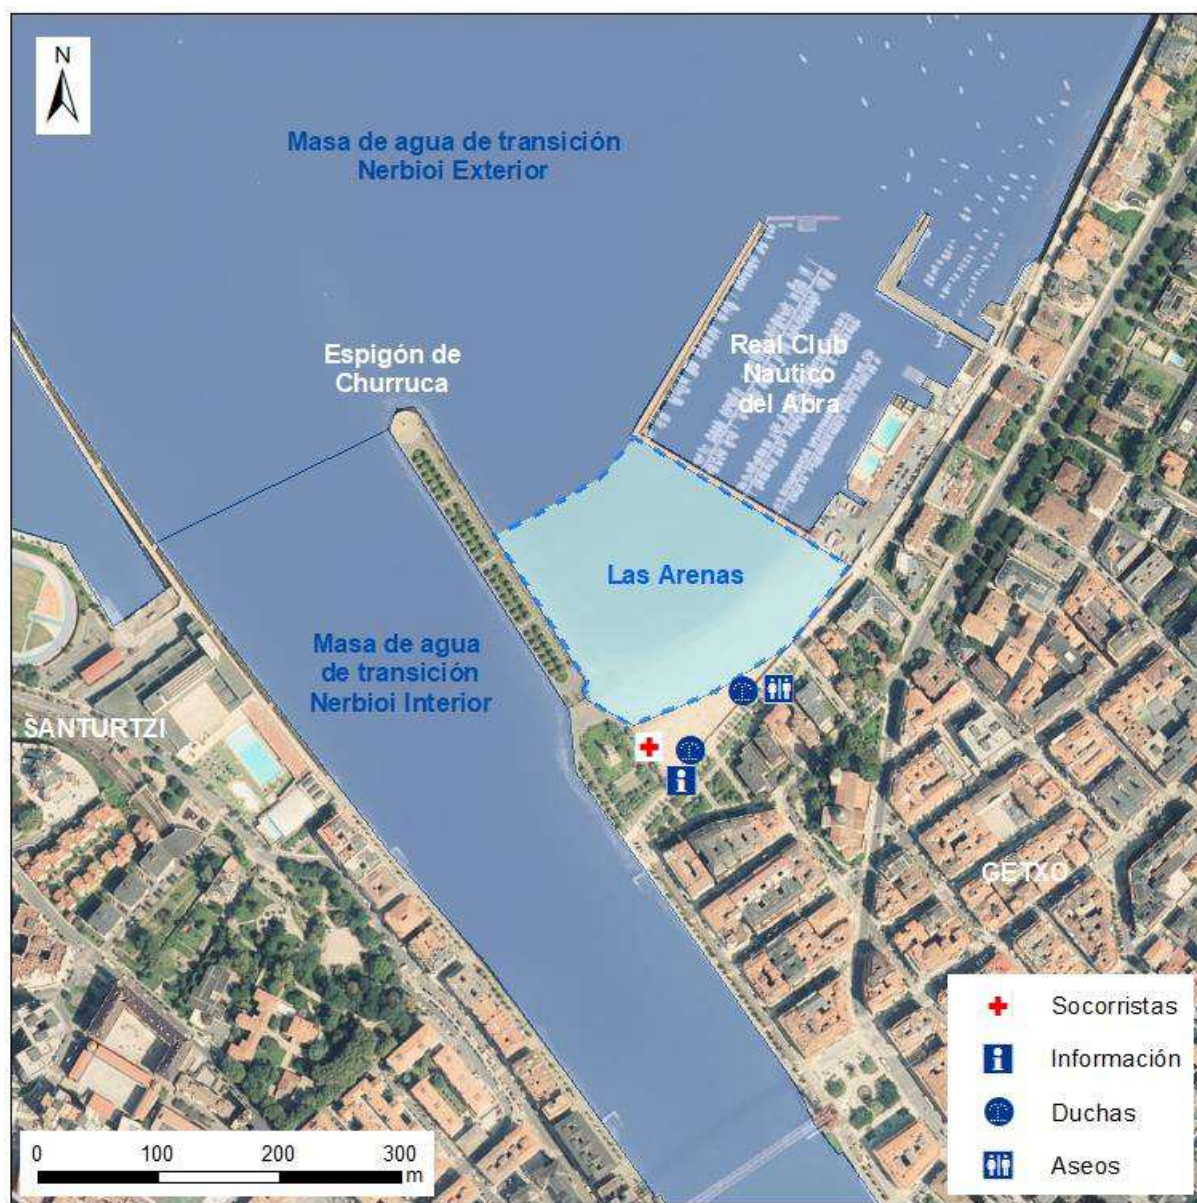 N
Masa de agua de transición
Nerbioi Exterior
Espigón de
Churruca
Real Club
Naútico
del Abra
Las Arenas
Masa de agua
de transición
Nerbioi Interior
SANTURTZI
GETXO
Socorristas
Información
Duchas
Aseos
0 100 200 300
m